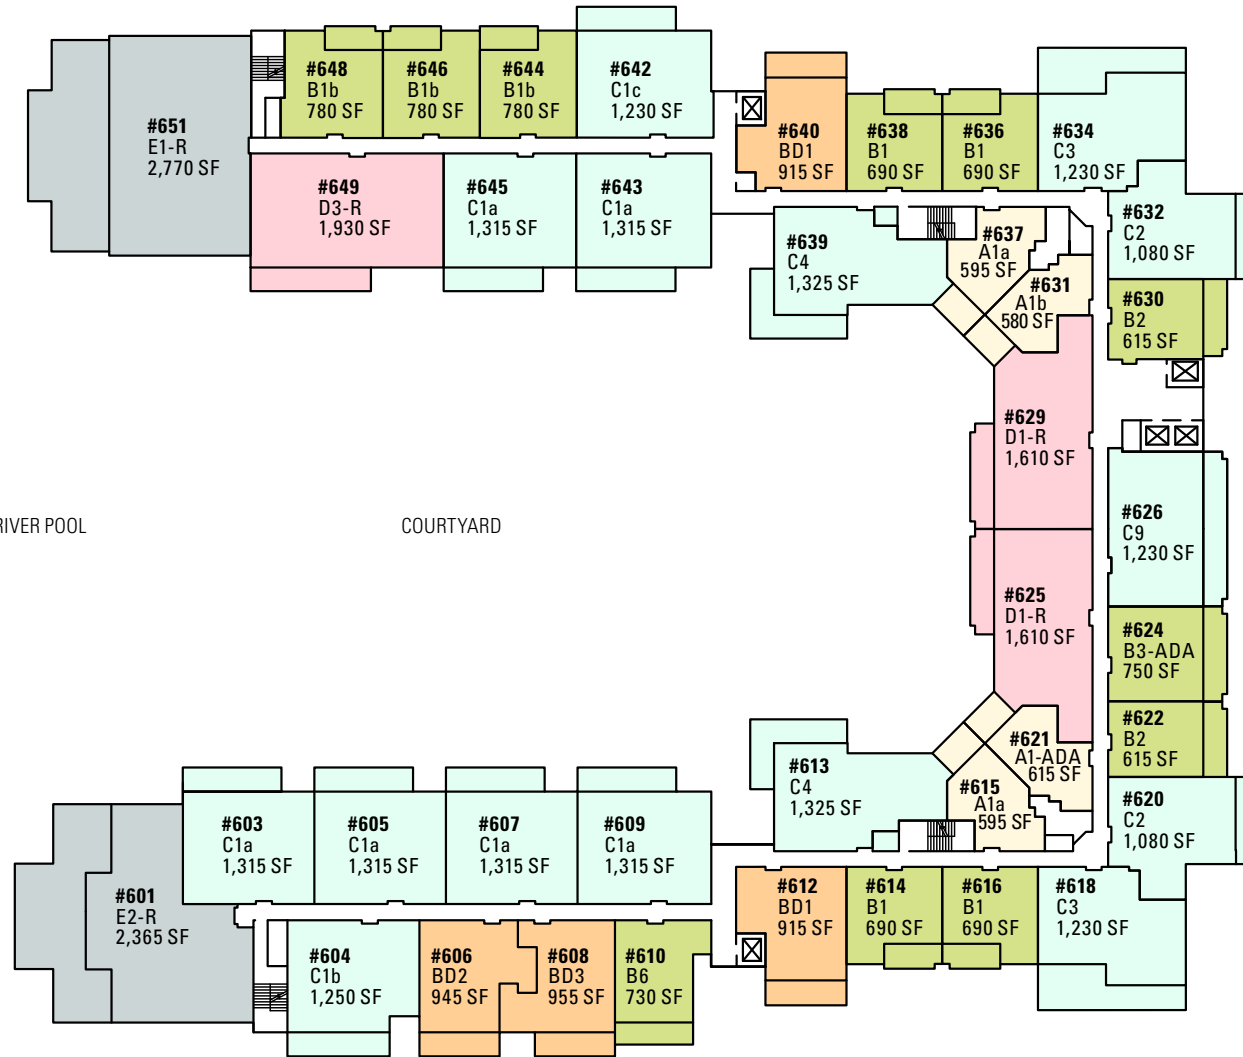 #648
B1b
780 SF
#646
B1b
780 SF
#644
B1b
780 SF
#642
C1c
1,230 SF
#651
E1-R
2,770 SF
#640
BD1
915 SF
#638
B1
690 SF
#636
B1
690 SF
#634
C3
1,230 SF
#649
D3-R
1,930 SF
#645
C1a
1,315 SF
#643
C1a
1,315 SF
#639
C4
1,325 SF
#637
A1a
595 SF
#632
C2
1,080 SF
#631
A1b
580 SF
#630
B2
615 SF
#629
D1-R
1,610 SF
RIVER POOL
COURTYARD
#626
C9
1,230 SF
#625
D1-R
1,610 SF
#624
B3-ADA
750 SF
#622
B2
615 SF
#621
A1-ADA
615 SF
#613
C4
1,325 SF
#615
A1a
595 SF
#620
C2
1,080 SF
#603
C1a
1,315 SF
#605
C1a
1,315 SF
#607
C1a
1,315 SF
#609
C1a
1,315 SF
#601
E2-R
2,365 SF
#612
BD1
915 SF
#614
B1
690 SF
#616
B1
690 SF
#618
C3
1,230 SF
#604
C1b
1,250 SF
#606
BD2
945 SF
#608
BD3
955 SF
#610
B6
730 SF